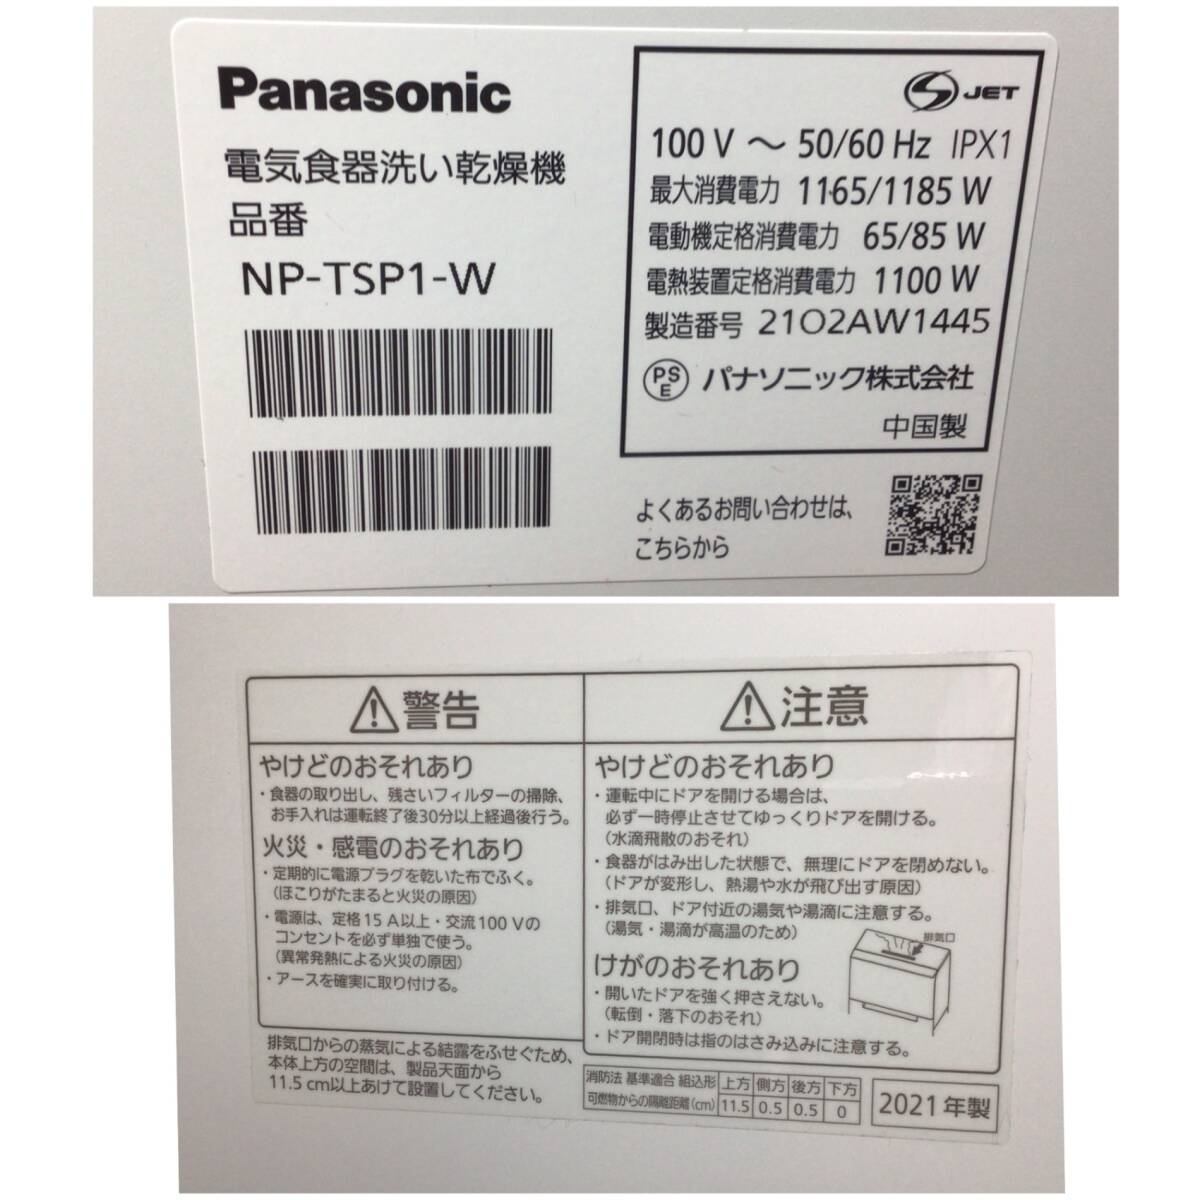 Panasonic
電気食器洗い乾燥機
品番
NP-TSP1-W
JET
100 V ～ 50/60 Hz IPX1
最大消費電力 1165/1185 W
電動機定格消費電力 65/85 W
電熱装置定格消費電力 1100 W
製造番号 21O2AW1445
PS
E
パナソニック株式会社
中国製
よくあるお問い合わせは、
こちらから
警告
やけどのおそれあり
・食器の取り出し、残さいフィルターの掃除、
お手入れは運転終了後30分以上経過後行う。
火災・感電のおそれあり
・定期的に電源プラグを乾いた布でふく。
(ほこりがたまると火災の原因)
・電源は、定格15 A以上・交流100 Vの
コンセントを必ず単独で使う。
(異常発熱による火災の原因)
・アースを確実に取り付ける。
排気口からの蒸気による結露をふせぐため、
本体上方の空間は、製品天面から
11.5 cm以上あけて設置してください。
注意
やけどのおそれあり
・運転中にドアを開ける場合は、
必ず一時停止させてゆっくりドアを開ける。
(水滴飛散のおそれ)
・食器がはみ出した状態で、無理にドアを閉めない。
(ドアが変形し、熱湯や水が飛び出す原因)
・排気口、ドア付近の湯気や湯滴に注意する。
(湯気・湯滴が高温のため)
排気口
けがのおそれあり
・開いたドアを強く押さえない。
(転倒・落下のおそれ)
・ドア開閉時は指のはさみ込みに注意する。
消防法 基準適合 組込形 上方 側方 後方 下方
可燃物からの隔離距離(cm) 11.5 0.5 0.5 0
2021年製